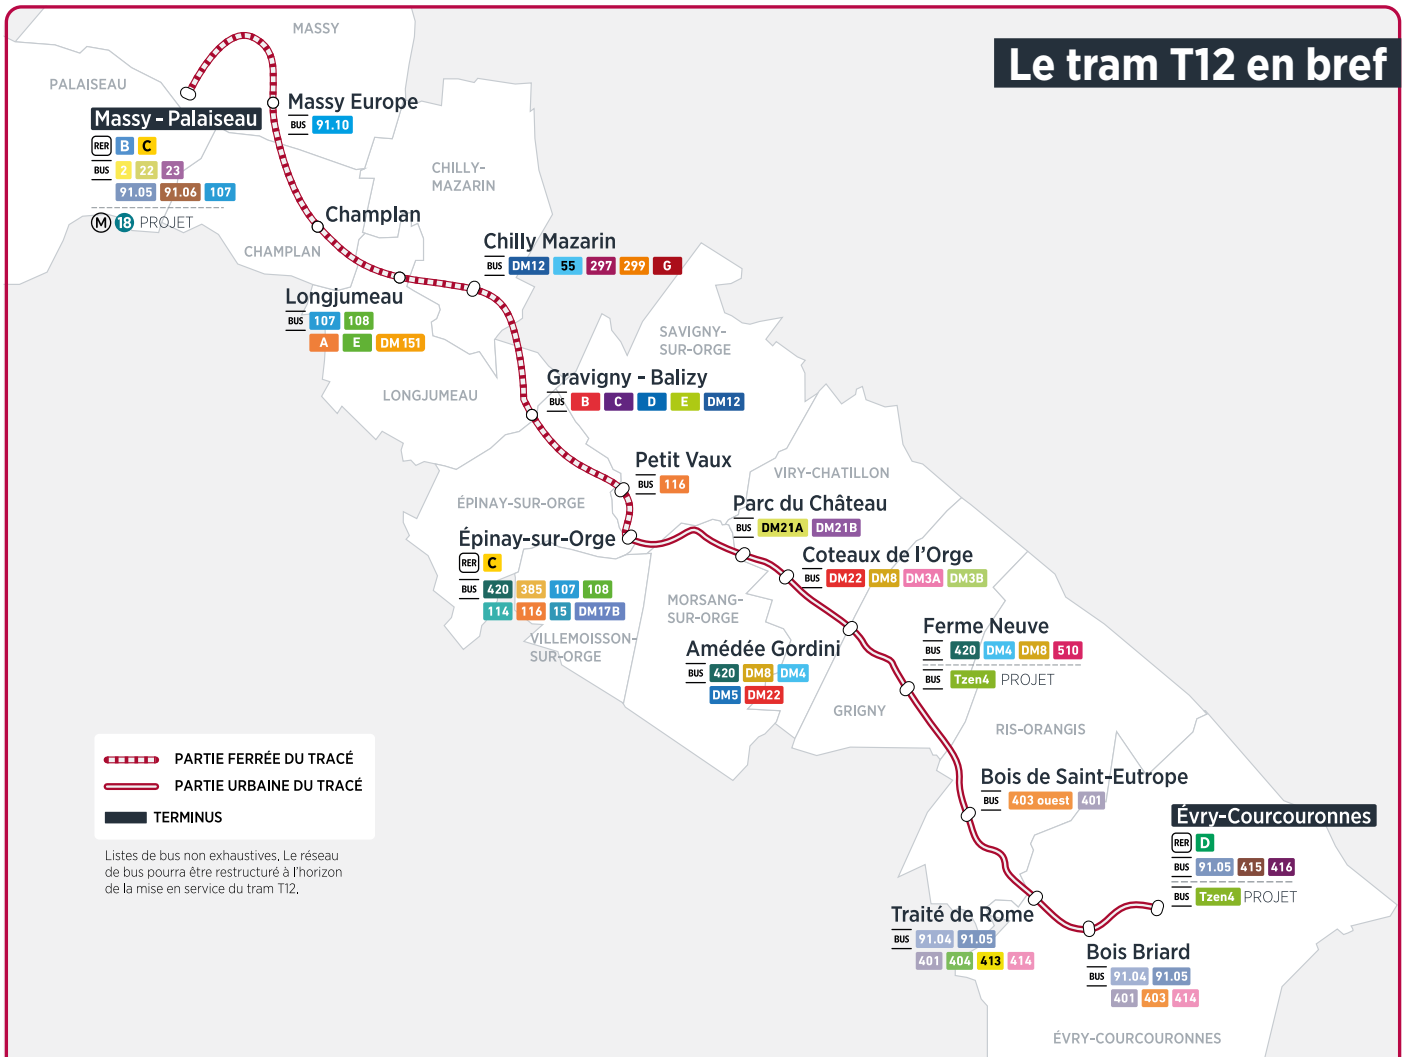 Le tram T12 en bref
MASSY
PALAISEAU
Massy - Palaiseau
RER B C
BUS 2 22 23
91.05 91.06 107
M 18 PROJET
Massy Europe
BUS 91.10
CHILLY-
MAZARIN
Champlan
CHAMPLAN
Chilly Mazarin
BUS DM12 55 297 299 G
Longjumeau
BUS 107 108
A E DM151
SAVIGNY-
SUR-ORGE
LONGJUMEAU
Gravigny - Balizy
BUS B C D E DM12
Petit Vaux
BUS 116
VIRY-CHATILLON
ÉPINAY-SUR-ORGE
Parc du Château
BUS DM21A DM21B
Épinay-sur-Orge
RER C
BUS 420 385 107 108
114 116 15 DM17B
Coteaux de l'Orge
BUS DM22 DM8 DM3A DM3B
MORSANG-
SUR-ORGE
VILLEMOISSON-
SUR-ORGE
Amédée Gordini
BUS 420 DM8 DM4
DM5 DM22
Ferme Neuve
BUS 420 DM4 DM8 510
BUS Tzen4 PROJET
GRIGNY
RIS-ORANGIS
Bois de Saint-Eutrope
BUS 403 ouest 401
Évry-Courcouronnes
RER D
BUS 91.05 415 416
BUS Tzen4 PROJET
Traité de Rome
BUS 91.04 91.05
401 404 413 414
Bois Briard
BUS 91.04 91.05
401 403 414
ÉVRY-COURCOURONNES
PARTIE FERRÉE DU TRACÉ
PARTIE URBAINE DU TRACÉ
TERMINUS
Listes de bus non exhaustives. Le réseau
de bus pourra être restructuré à l'horizon
de la mise en service du tram T12.